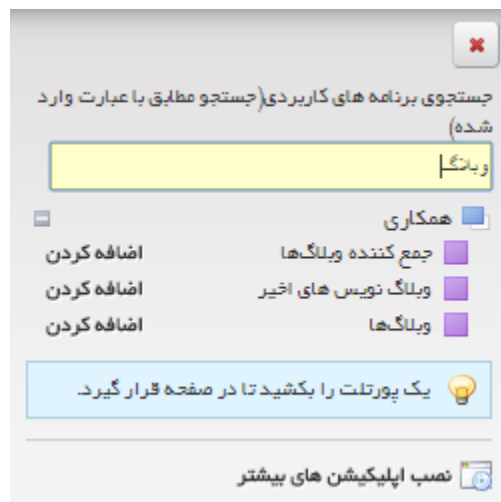 جستجوی برنامه های کاربردی(جستجو مطابق با عبارت وارد
شده)
وبلاگ
همکاری
جمع کننده وبلاگ‌ها اضافه کردن
وبلاگ نویس های اخیر اضافه کردن
وبلاگ‌ها اضافه کردن
یک پورتلت را بکشید تا در صفحه قرار گیرد.
نصب اپلیکیشن های بیشتر